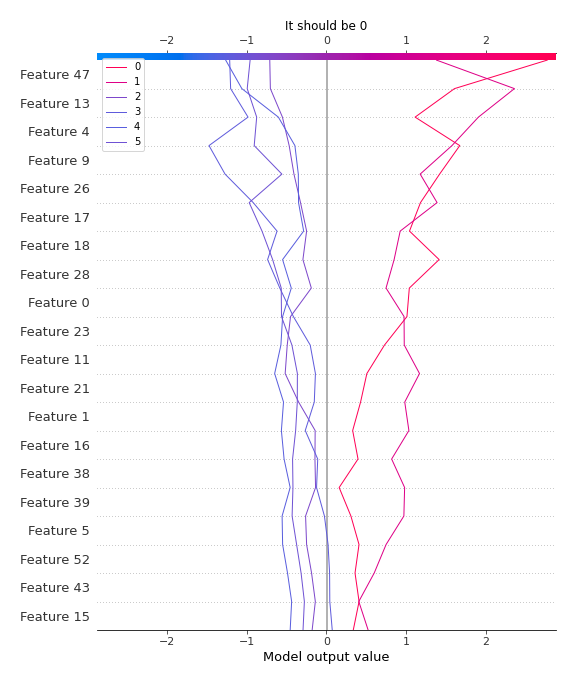 It should be 0
−2 −1 0 1 2
0
1
2
3
4
5
Feature 47
Feature 13
Feature 4
Feature 9
Feature 26
Feature 17
Feature 18
Feature 28
Feature 0
Feature 23
Feature 11
Feature 21
Feature 1
Feature 16
Feature 38
Feature 39
Feature 5
Feature 52
Feature 43
Feature 15
−2 −1 0 1 2
Model output value